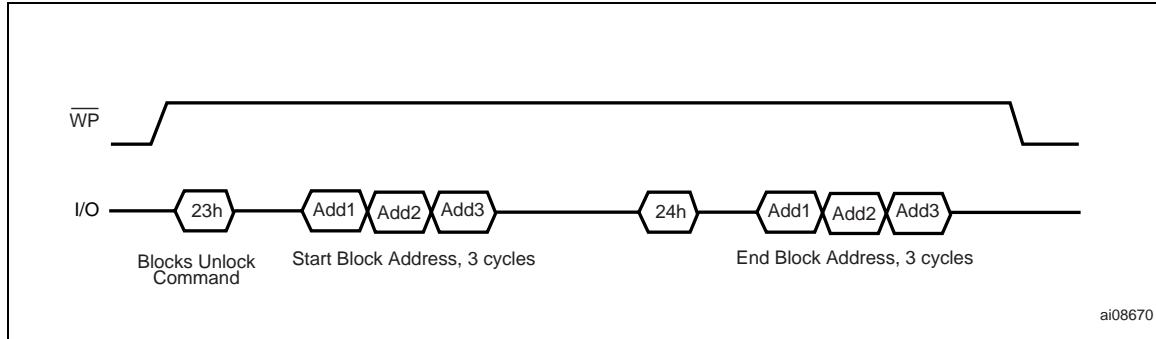 WP
I/O
23h
Add1
Add2
Add3
24h
Add1
Add2
Add3
Blocks Unlock
Command
Start Block Address, 3 cycles
End Block Address, 3 cycles
ai08670